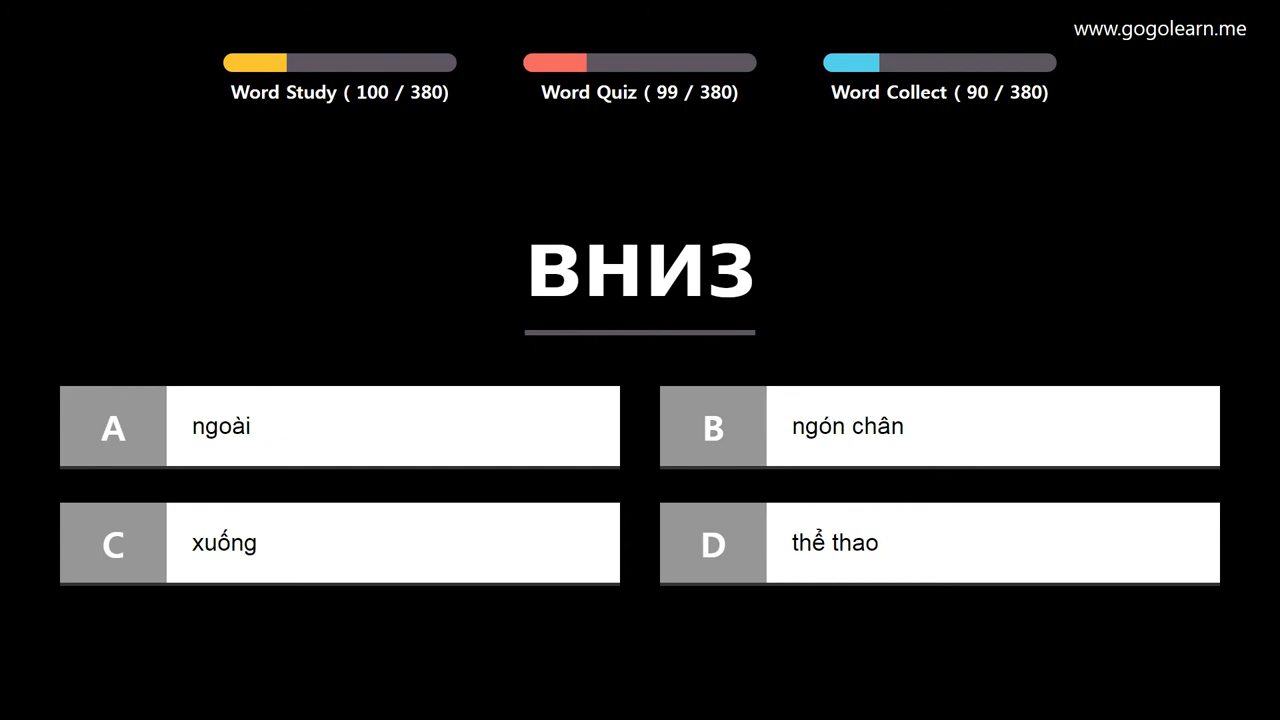 www.gogolearn.me
Word Study ( 100 / 380)
Word Quiz ( 99 / 380)
Word Collect ( 90 / 380)
вниз
A ngoài
B ngón chân
C xuống
D thể thao